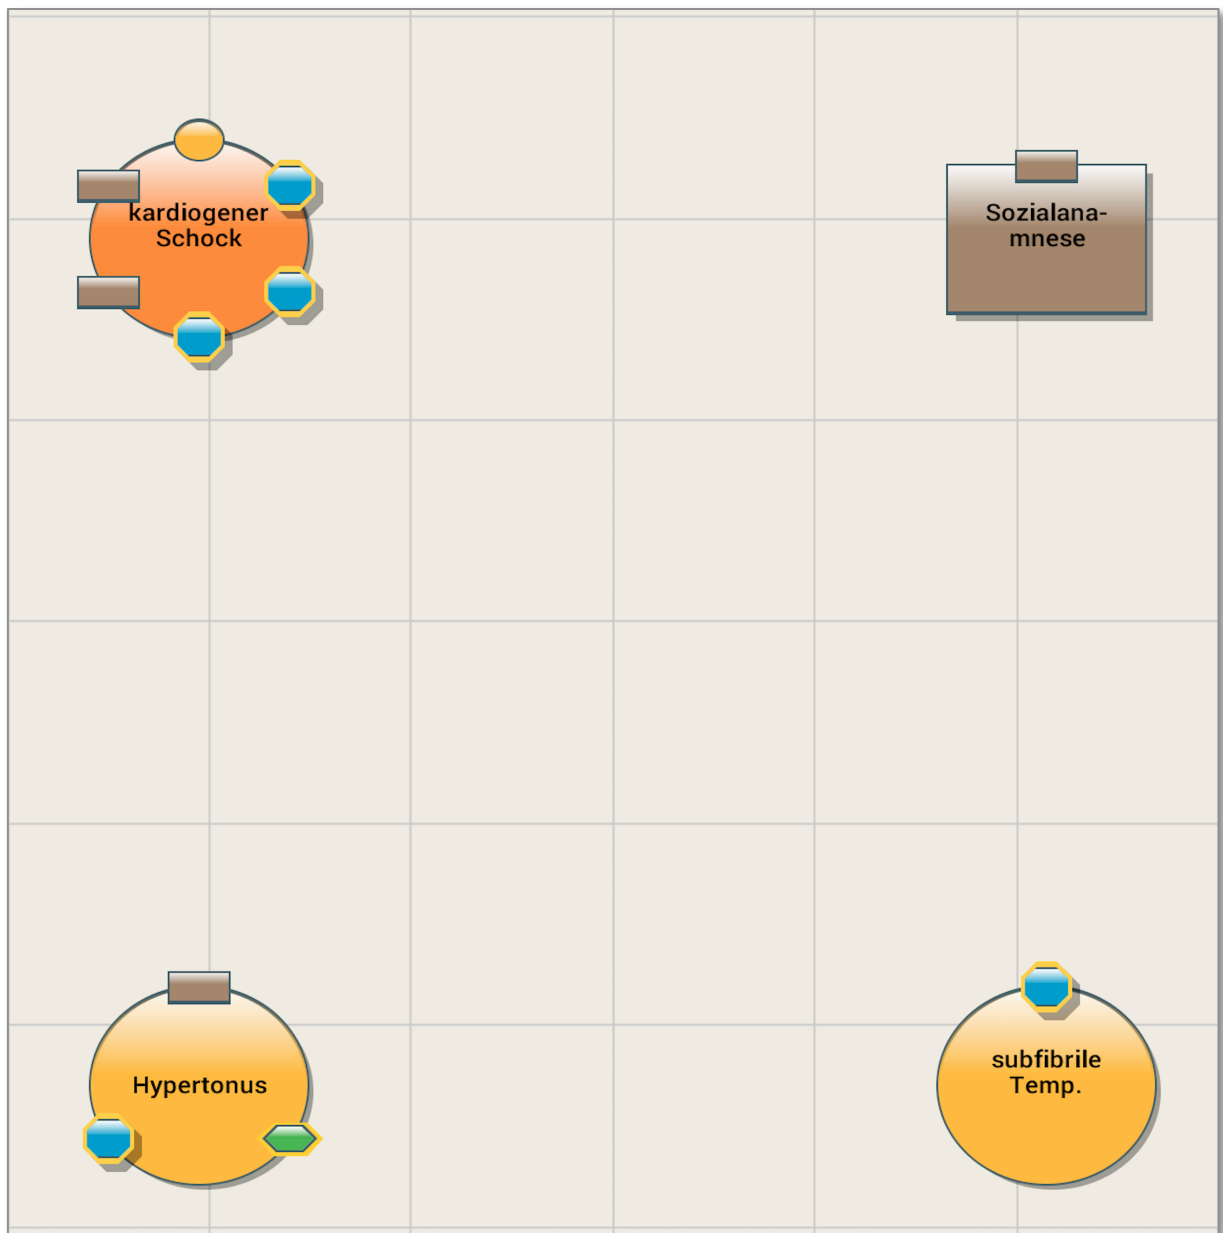 kardiogener
Schock
Sozialana-
mnese
Hypertonus
subfibrile
Temp.